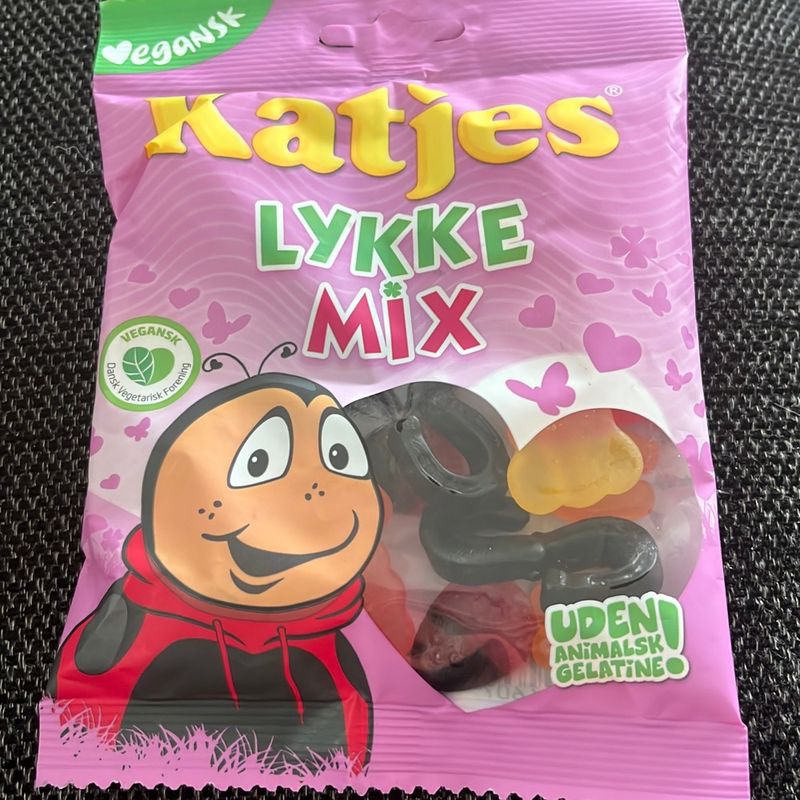 Vegansk
Katjes®
LYKKE
MiX
VEGANSK
Dansk Vegetarisk Forening
UDEN
ANiMALSK
GELATiNE!